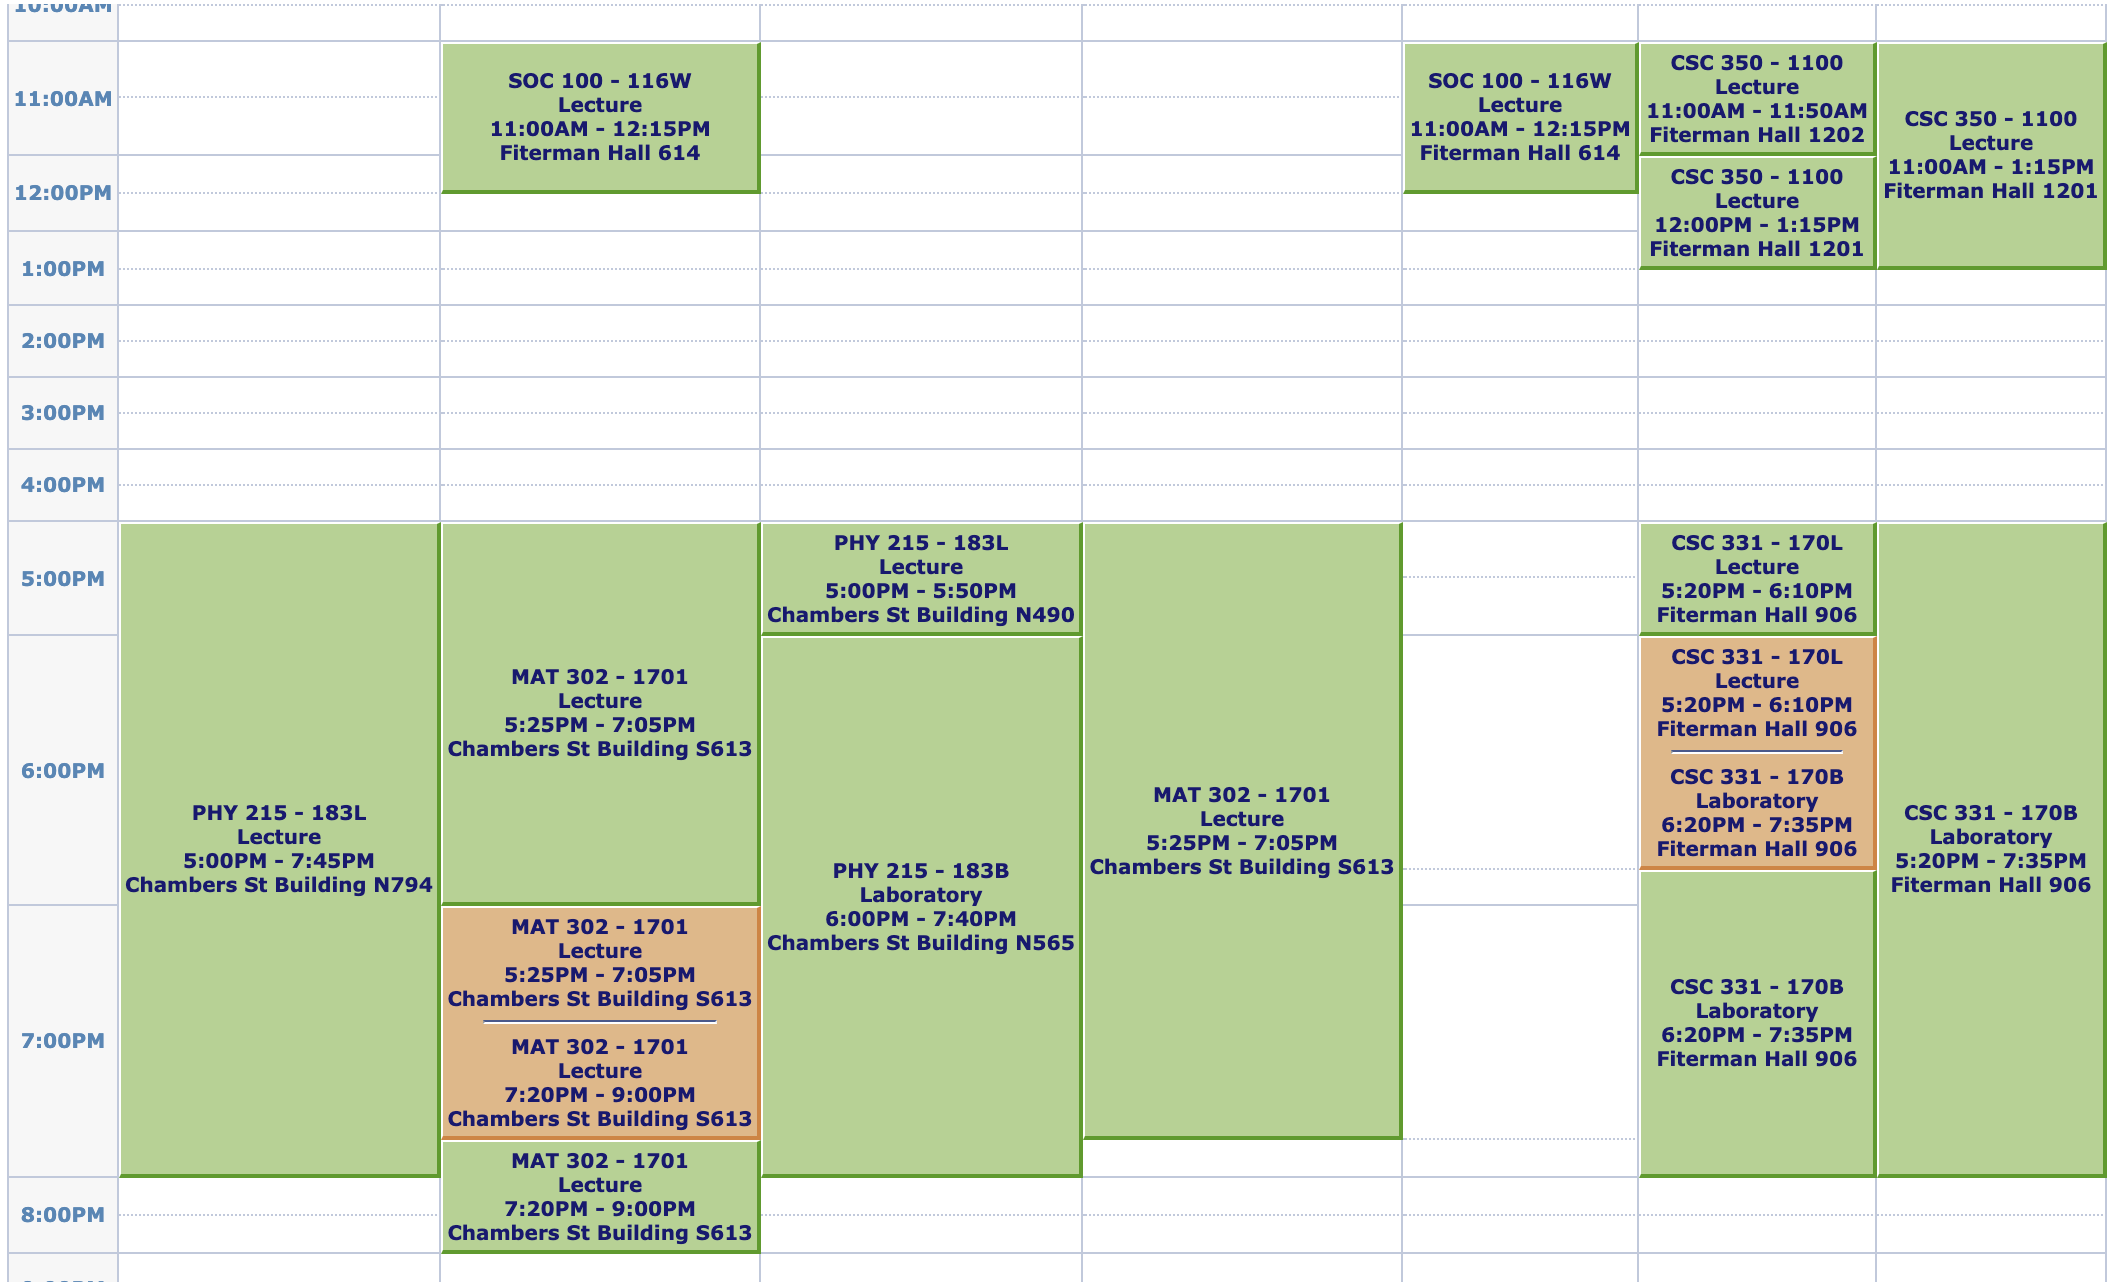 10:00AM
11:00AM
SOC 100 - 116W
Lecture
11:00AM - 12:15PM
Fiterman Hall 614
SOC 100 - 116W
Lecture
11:00AM - 12:15PM
Fiterman Hall 614
CSC 350 - 1100
Lecture
11:00AM - 11:50AM
Fiterman Hall 1202
CSC 350 - 1100
Lecture
11:00AM - 1:15PM
Fiterman Hall 1201
12:00PM
CSC 350 - 1100
Lecture
12:00PM - 1:15PM
Fiterman Hall 1201
1:00PM
2:00PM
3:00PM
4:00PM
5:00PM
PHY 215 - 183L
Lecture
5:00PM - 7:45PM
Chambers St Building N794
MAT 302 - 1701
Lecture
5:25PM - 7:05PM
Chambers St Building S613
PHY 215 - 183L
Lecture
5:00PM - 5:50PM
Chambers St Building N490
MAT 302 - 1701
Lecture
5:25PM - 7:05PM
Chambers St Building S613
CSC 331 - 170L
Lecture
5:20PM - 6:10PM
Fiterman Hall 906
CSC 331 - 170B
Laboratory
5:20PM - 7:35PM
Fiterman Hall 906
6:00PM
PHY 215 - 183B
Laboratory
6:00PM - 7:40PM
Chambers St Building N565
CSC 331 - 170L
Lecture
5:20PM - 6:10PM
Fiterman Hall 906
CSC 331 - 170B
Laboratory
6:20PM - 7:35PM
Fiterman Hall 906
CSC 331 - 170B
Laboratory
6:20PM - 7:35PM
Fiterman Hall 906
7:00PM
MAT 302 - 1701
Lecture
5:25PM - 7:05PM
Chambers St Building S613
MAT 302 - 1701
Lecture
7:20PM - 9:00PM
Chambers St Building S613
MAT 302 - 1701
Lecture
7:20PM - 9:00PM
Chambers St Building S613
8:00PM